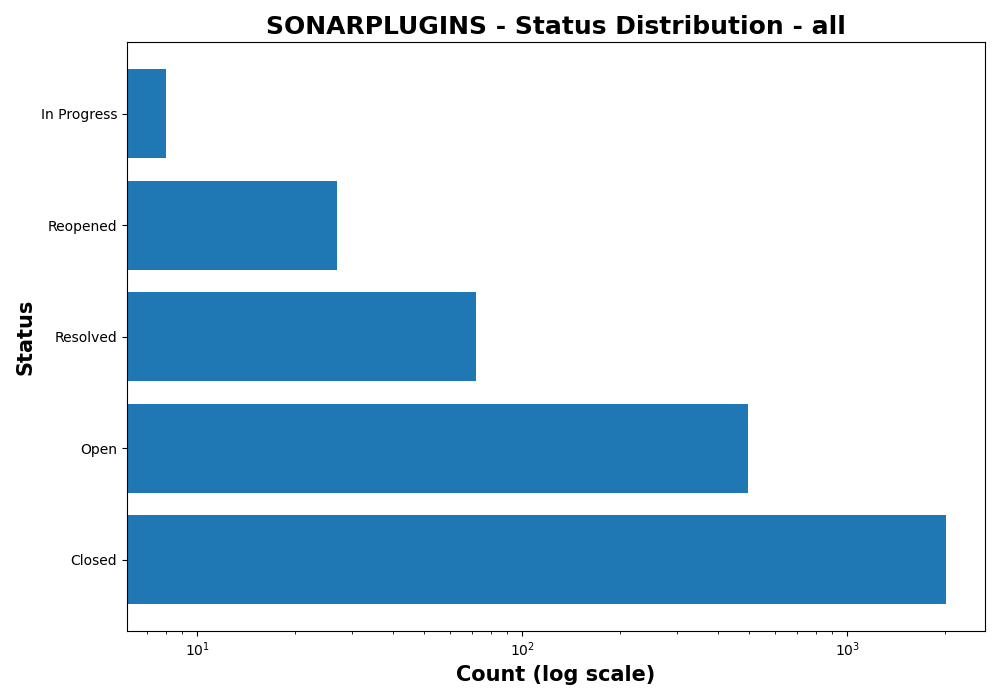 SONARPLUGINS - Status Distribution - all
In Progress
Reopened
Resolved
Open
Closed
Status
10¹
10²
10³
Count (log scale)